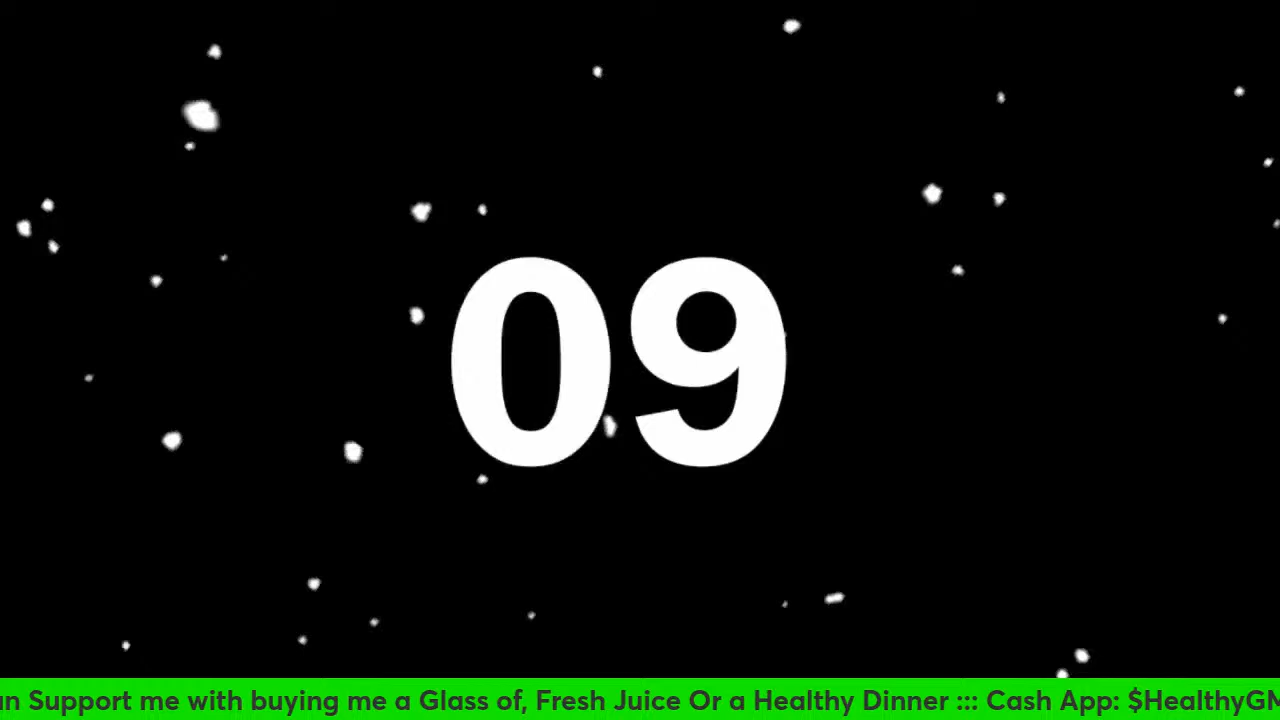 09
Support me with buying me a Glass of, Fresh Juice Or a Healthy Dinner ::: Cash App: